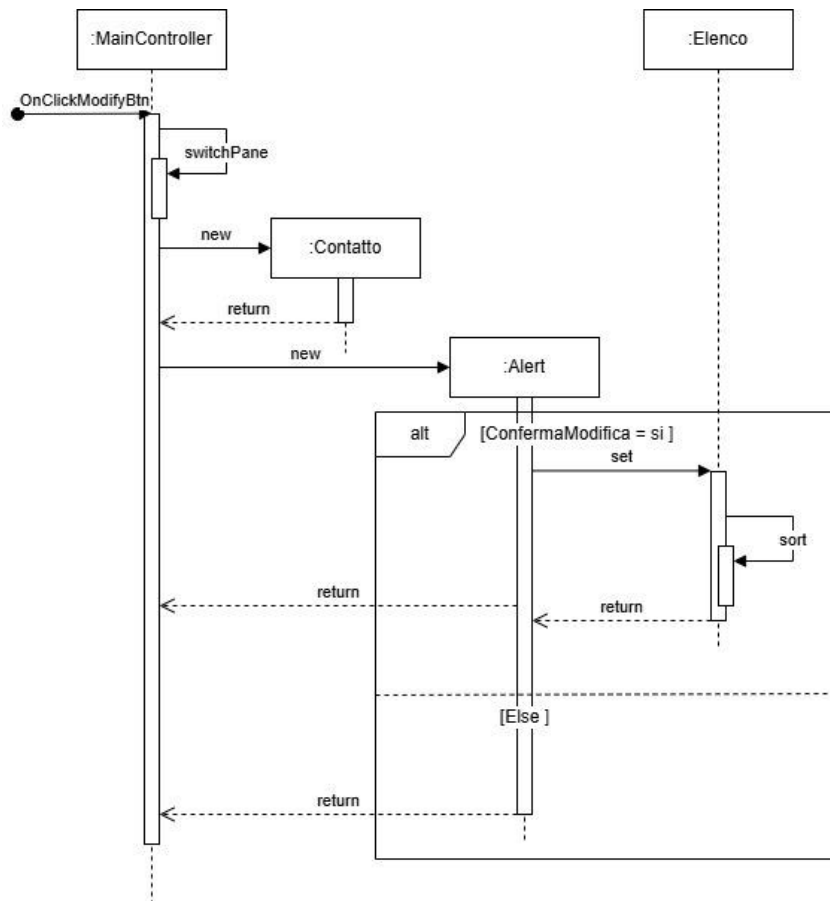 :MainController
:Elenco
OnClickModifyBtn
switchPane
new
:Contatto
return
new
:Alert
alt
[ConfermaModifica = si ]
set
sort
return
return
[Else ]
return